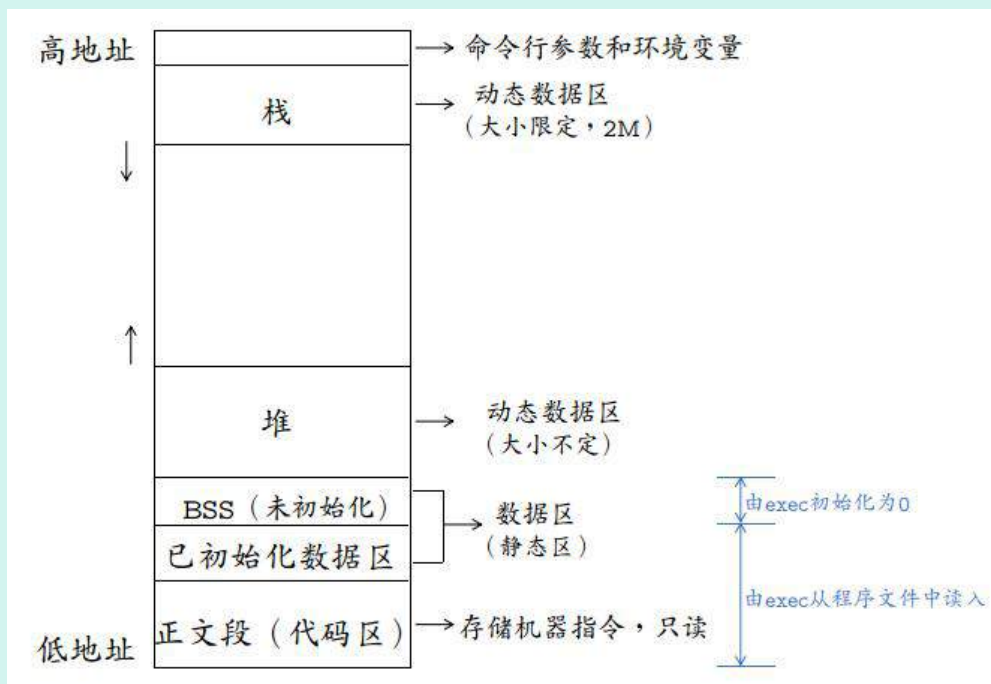 高地址
命令行参数和环境变量
栈
动态数据区
(大小限定，2M)
堆
动态数据区
(大小不定)
BSS（未初始化）
数据区
(静态区)
由exec初始化为0
已初始化数据区
由exec从程序文件中读入
正文段（代码区）
存储机器指令，只读
低地址